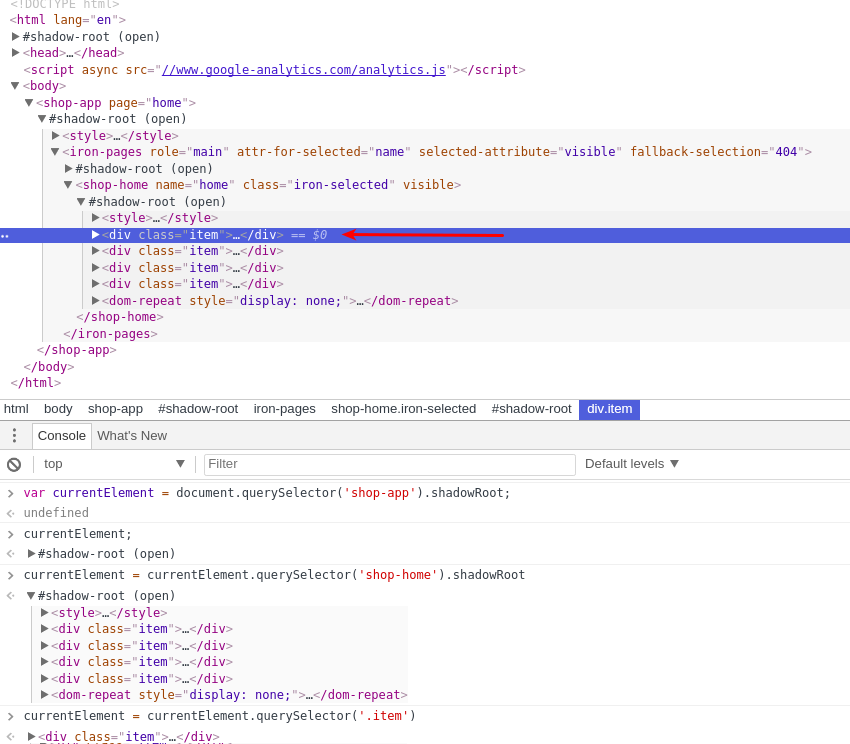 <!DOCTYPE html>
<html lang="en">
▶#shadow-root (open)
▶<head>…</head>
<script async src="//www.google-analytics.com/analytics.js"></script>
▼<body>
▼<shop-app page="home">
▼#shadow-root (open)
▶<style>…</style>
▼<iron-pages role="main" attr-for-selected="name" selected-attribute="visible" fallback-selection="404">
▶#shadow-root (open)
▼<shop-home name="home" class="iron-selected" visible>
▼#shadow-root (open)
▶<style>…</style>
▶<div class="item">…</div> == $0
▶<div class="item">…</div>
▶<div class="item">…</div>
▶<div class="item">…</div>
▶<dom-repeat style="display: none;">…</dom-repeat>
</shop-home>
</iron-pages>
</shop-app>
</body>
</html>
html body shop-app #shadow-root iron-pages shop-home.iron-selected #shadow-root div.item
Console What's New
top ▼ Filter Default levels ▼
var currentElement = document.querySelector('shop-app').shadowRoot;
undefined
currentElement;
▶#shadow-root (open)
currentElement = currentElement.querySelector('shop-home').shadowRoot
▼#shadow-root (open)
▶<style>…</style>
▶<div class="item">…</div>
▶<div class="item">…</div>
▶<div class="item">…</div>
▶<div class="item">…</div>
▶<dom-repeat style="display: none;">…</dom-repeat>
currentElement = currentElement.querySelector('.item')
▶<div class="item">…</div>